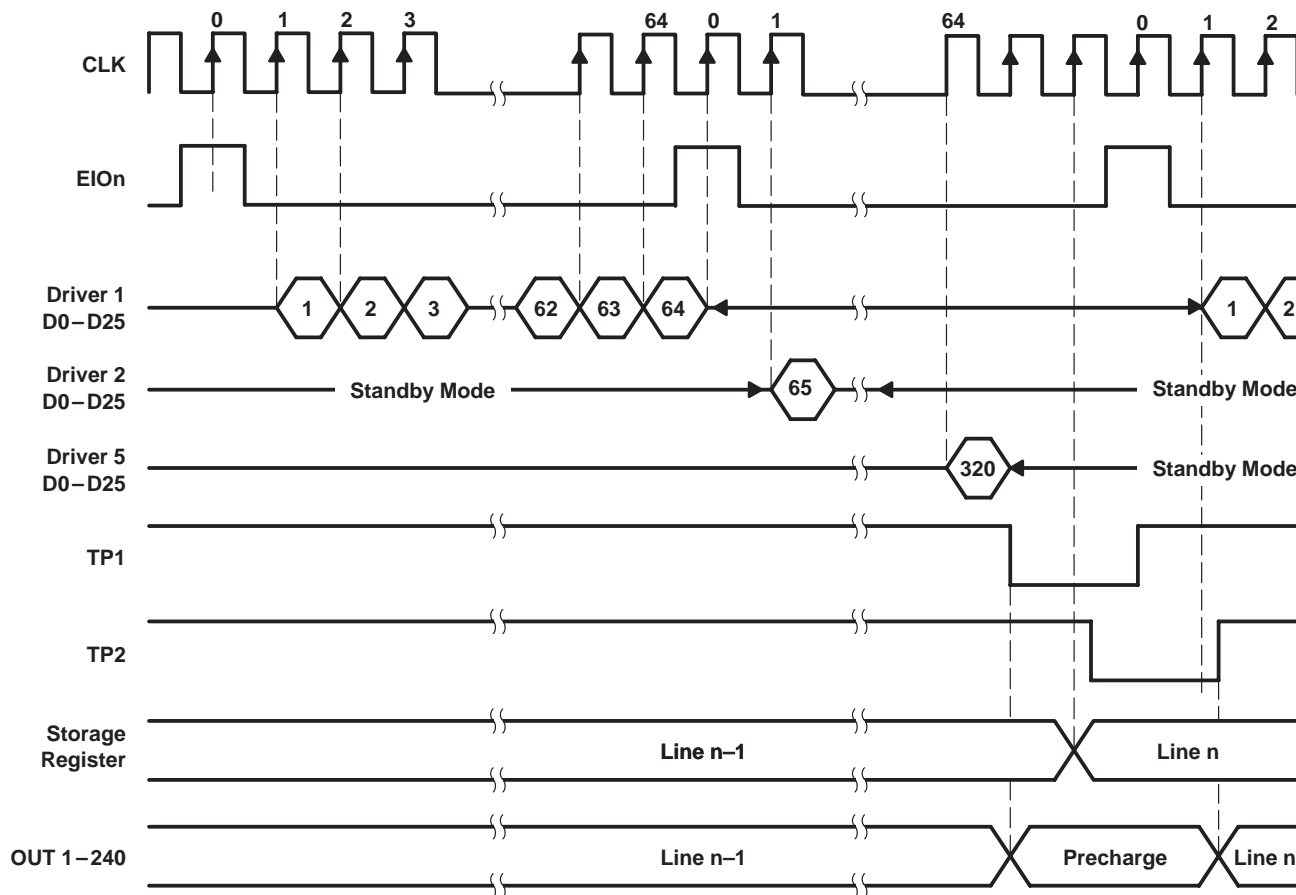 0 1 2 3 64 0 1 64 0 1 2
CLK
EIOn
Driver 1
D0–D25
1 2 3 62 63 64 1 2
Driver 2
D0–D25
Standby Mode 65 Standby Mode
Driver 5
D0–D25
320 Standby Mode
TP1
TP2
Storage
Register
Line n–1 Line n
OUT 1–240
Line n–1 Precharge Line n